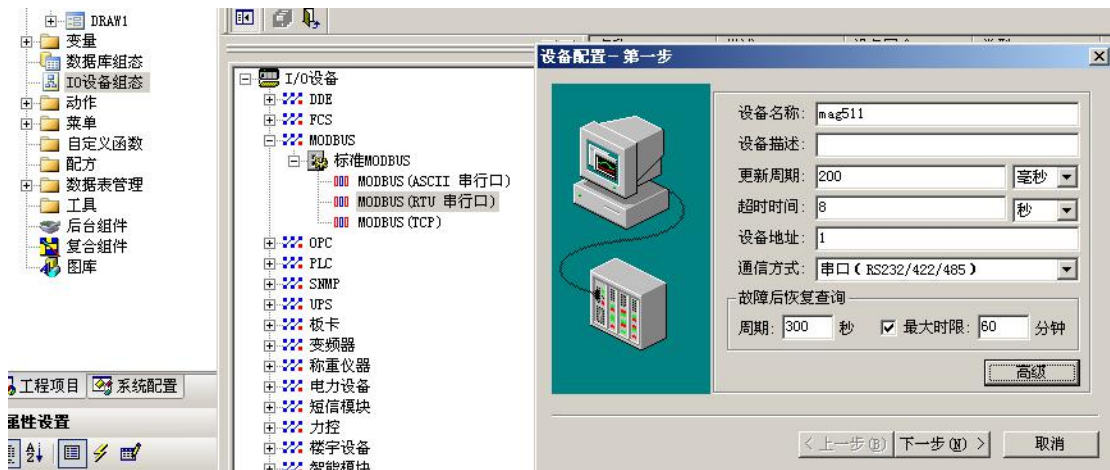 DRAW1
变量
数据库组态
IO设备组态
动作
菜单
自定义函数
配方
数据表管理
工具
后台组件
复合组件
图库
工程项目
系统配置
属性设置
I/O设备
DDE
FCS
MODBUS
标准MODBUS
MODBUS(ASCII 串行口)
MODBUS(RTU 串行口)
MODBUS(TCP)
OPC
PLC
SNMP
UPS
板卡
变频器
称重仪器
电力设备
短信模块
力控
楼宇设备
智能模块
设备配置- 第一步
设备名称: mag511
设备描述:
更新周期: 200 毫秒
超时时间: 8 秒
设备地址: 1
通信方式: 串口(RS232/422/485)
故障后恢复查询
周期: 300 秒 最大时限: 60 分钟
高级
<上一步(B) 下一步(N) > 取消